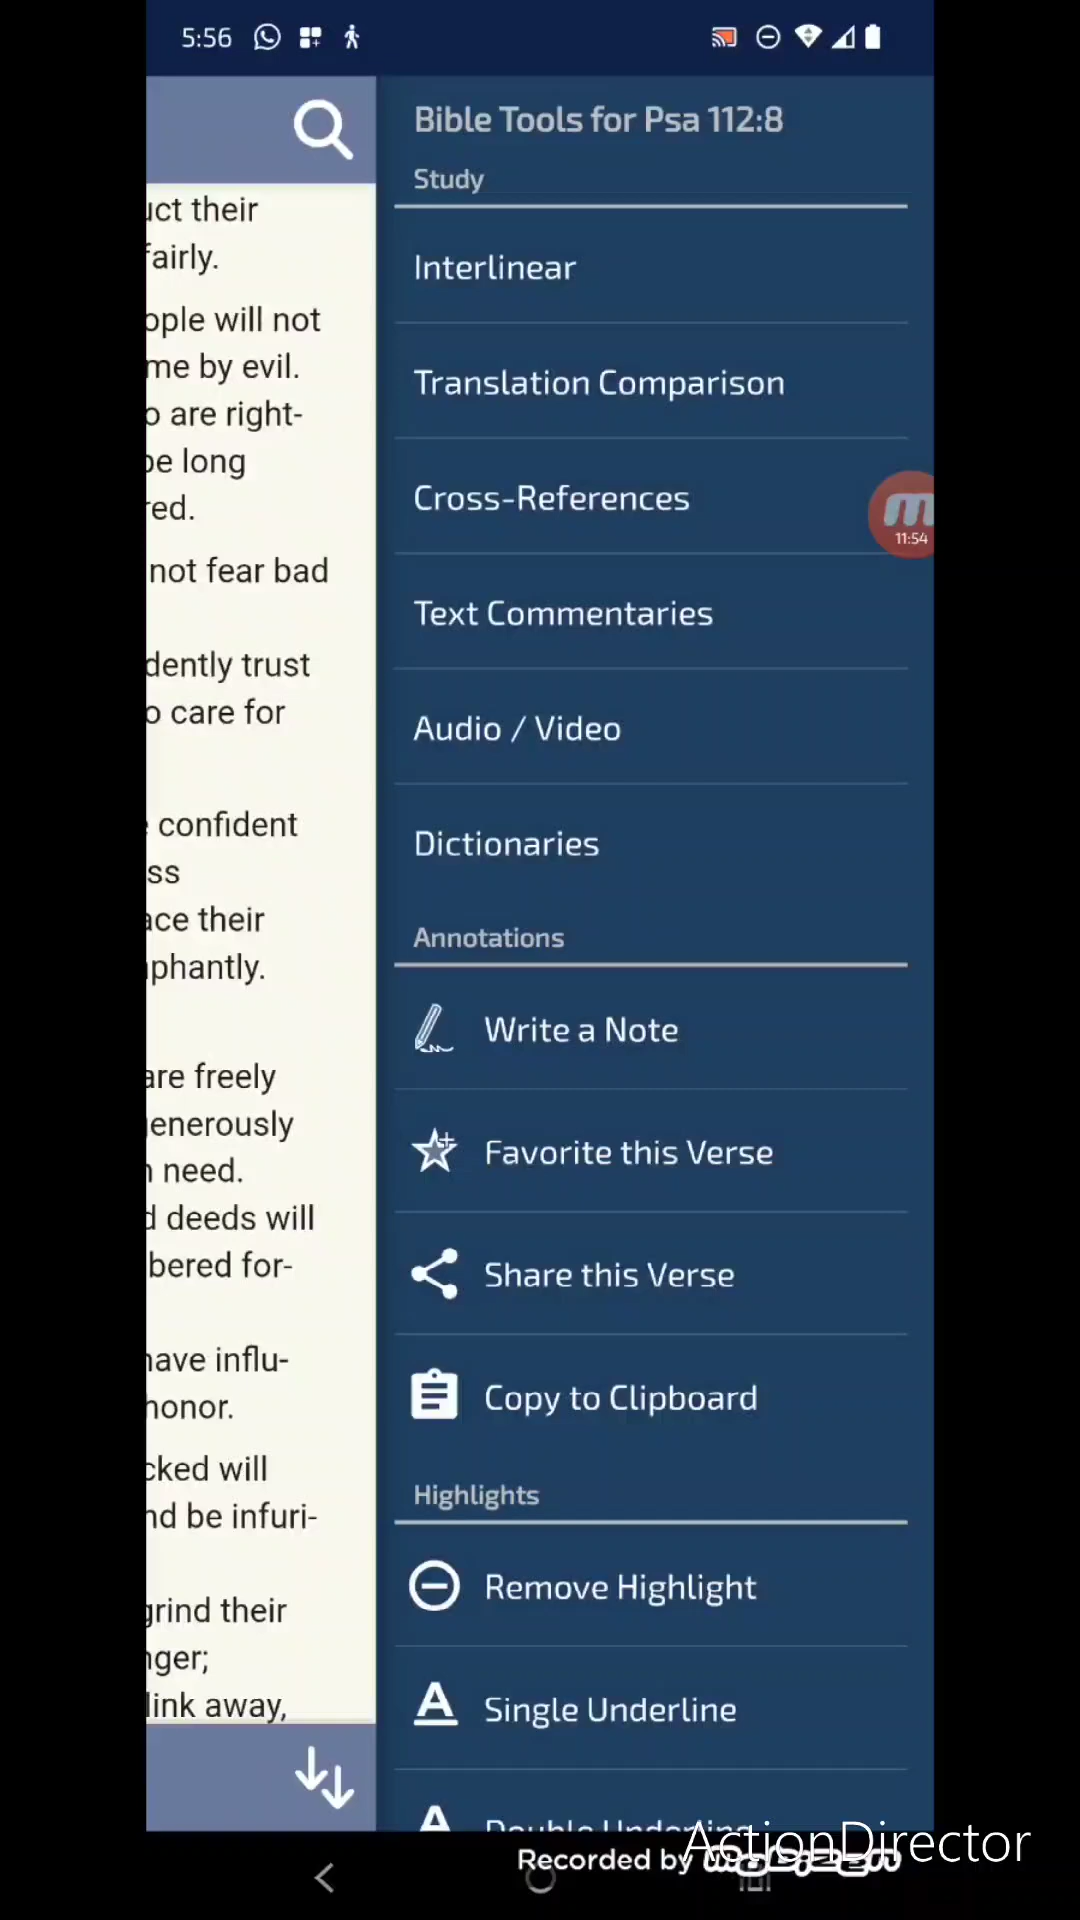 5:56
Bible Tools for Psa 112:8
Study
Interlinear
Translation Comparison
Cross-References
11:54
Text Commentaries
Audio / Video
Dictionaries
Annotations
Write a Note
Favorite this Verse
Share this Verse
Copy to Clipboard
Highlights
Remove Highlight
Single Underline
Double Underline
uct their
fairly.
ople will not
me by evil.
o are right-
be long
red.
not fear bad
dently trust
o care for
confident
ss
ace their
phantly.
are freely
enerously
need.
d deeds will
bered for-
have influ-
honor.
cked will
nd be infuri-
grind their
nger;
link away,
ActionDirector
Recorded by mobizen